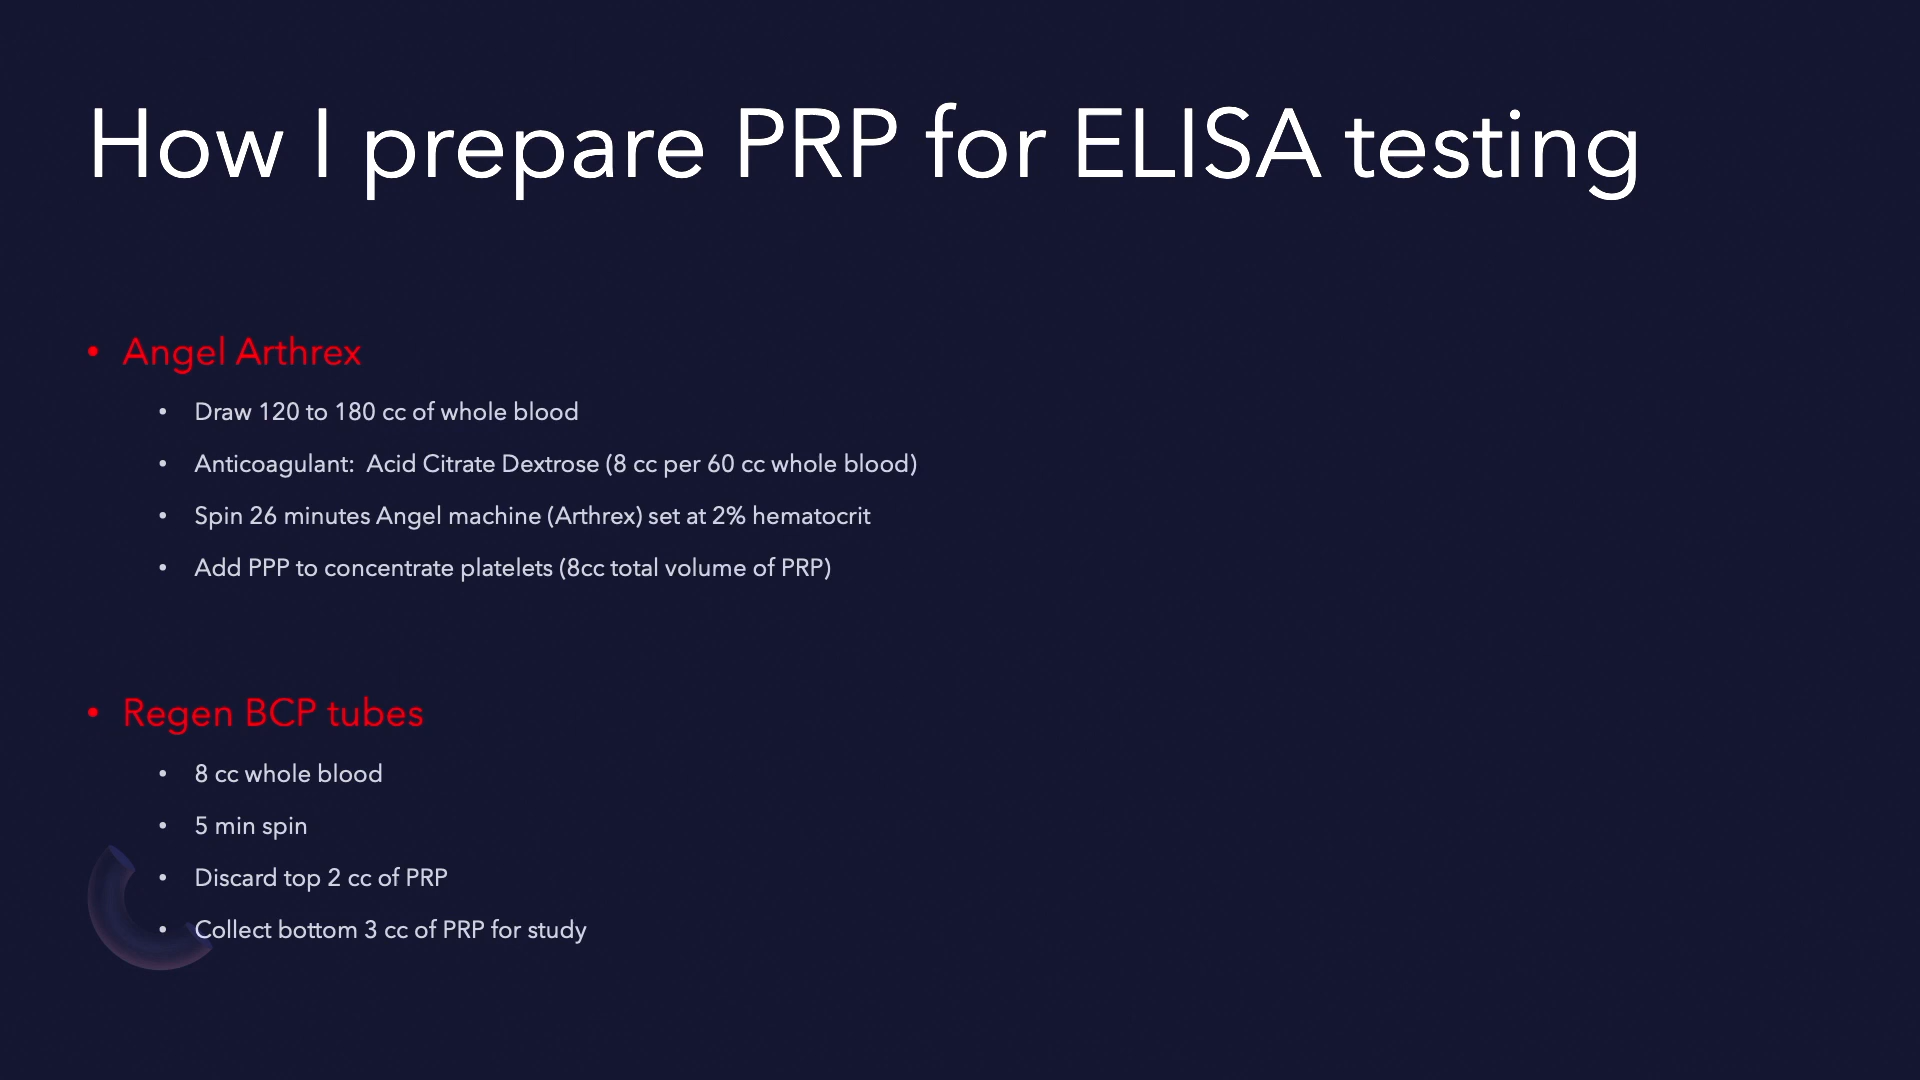 How I prepare PRP for ELISA testing
• Angel Arthrex
• Draw 120 to 180 cc of whole blood
• Anticoagulant:  Acid Citrate Dextrose (8 cc per 60 cc whole blood)
• Spin 26 minutes Angel machine (Arthrex) set at 2% hematocrit
• Add PPP to concentrate platelets (8cc total volume of PRP)
• Regen BCP tubes
• 8 cc whole blood
• 5 min spin
• Discard top 2 cc of PRP
• Collect bottom 3 cc of PRP for study